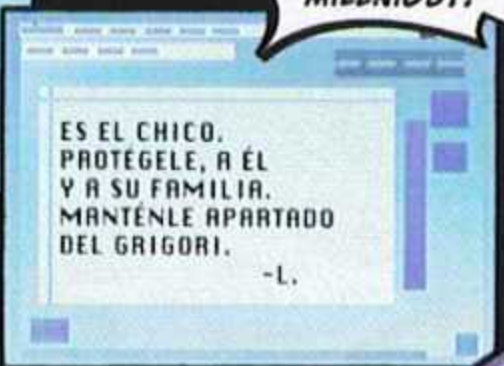 ES EL CHICO.
PROTÉGELE, A ÉL
Y A SU FAMILIA.
MANTÉNLE APARTADO
DEL GRIGORI.
-L.